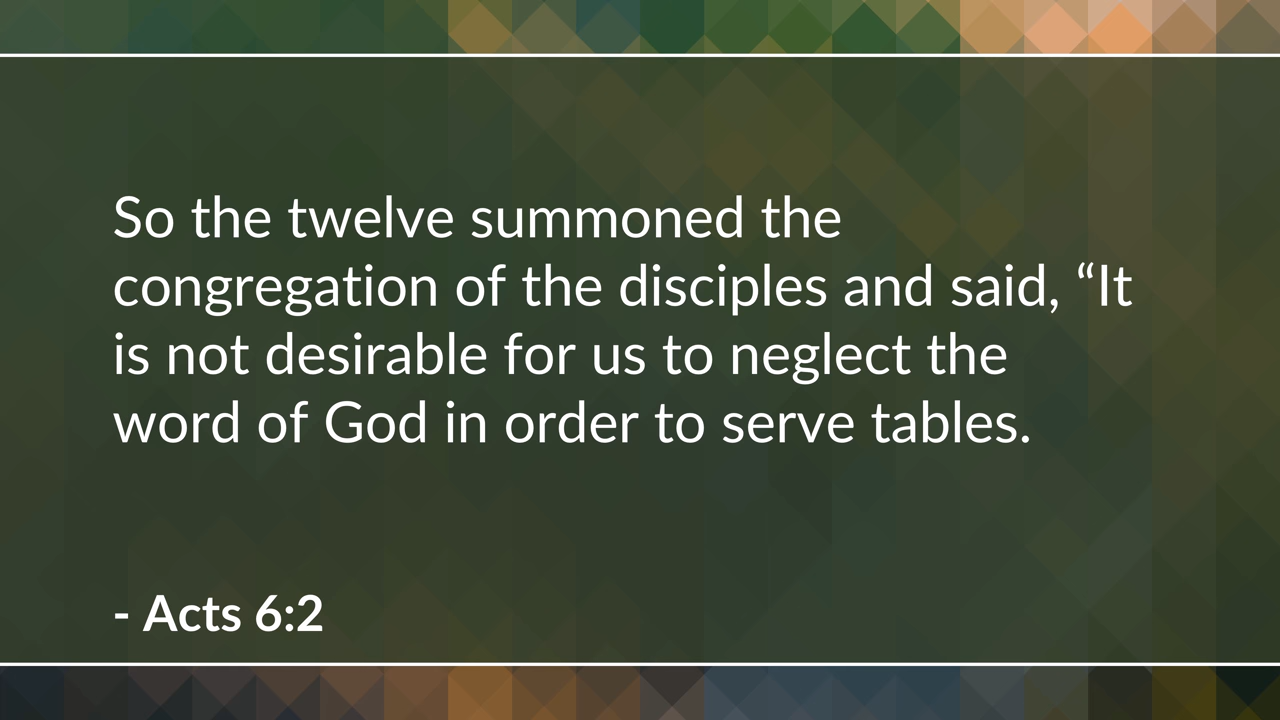 So the twelve summoned the
congregation of the disciples and said, “It
is not desirable for us to neglect the
word of God in order to serve tables.
- Acts 6:2